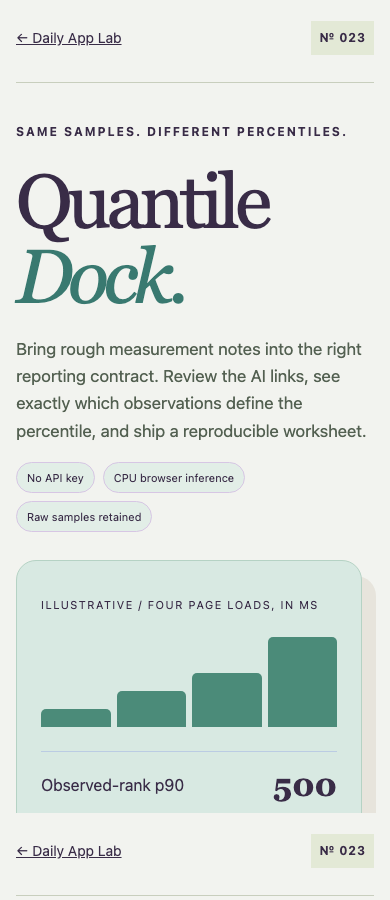 ← Daily App Lab
Nº 023
SAME SAMPLES. DIFFERENT PERCENTILES.
Quantile
Dock.
Bring rough measurement notes into the right
reporting contract. Review the AI links, see
exactly which observations define the
percentile, and ship a reproducible worksheet.
No API key
CPU browser inference
Raw samples retained
ILLUSTRATIVE / FOUR PAGE LOADS, IN MS
Observed-rank p90
500
← Daily App Lab
Nº 023